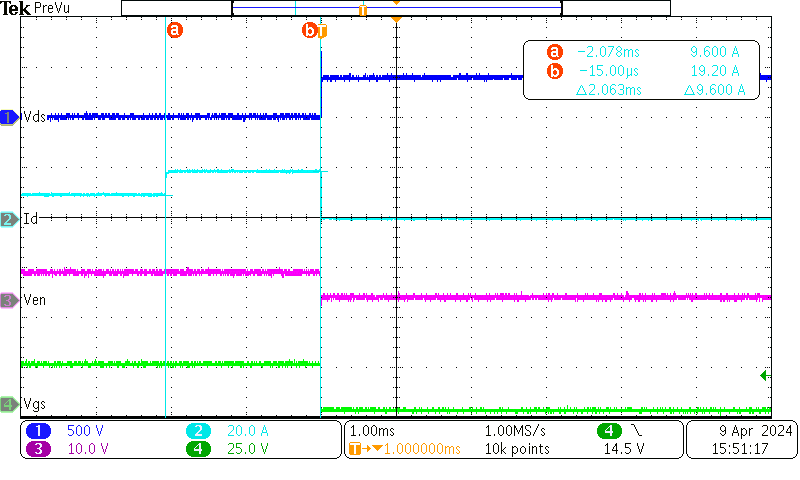 Tek PreVu
a
b T
a −2.078ms 9.600 A
b −15.00µs 19.20 A
△2.063ms △9.600 A
1 Vds
2 Id
3 Ven
4 Vgs
1 500 V 2 20.0 A 1.00ms 1.00MS/s 4 9 Apr 2024
3 10.0 V 4 25.0 V T→▼1.000000ms 10k points 14.5 V 15:51:17